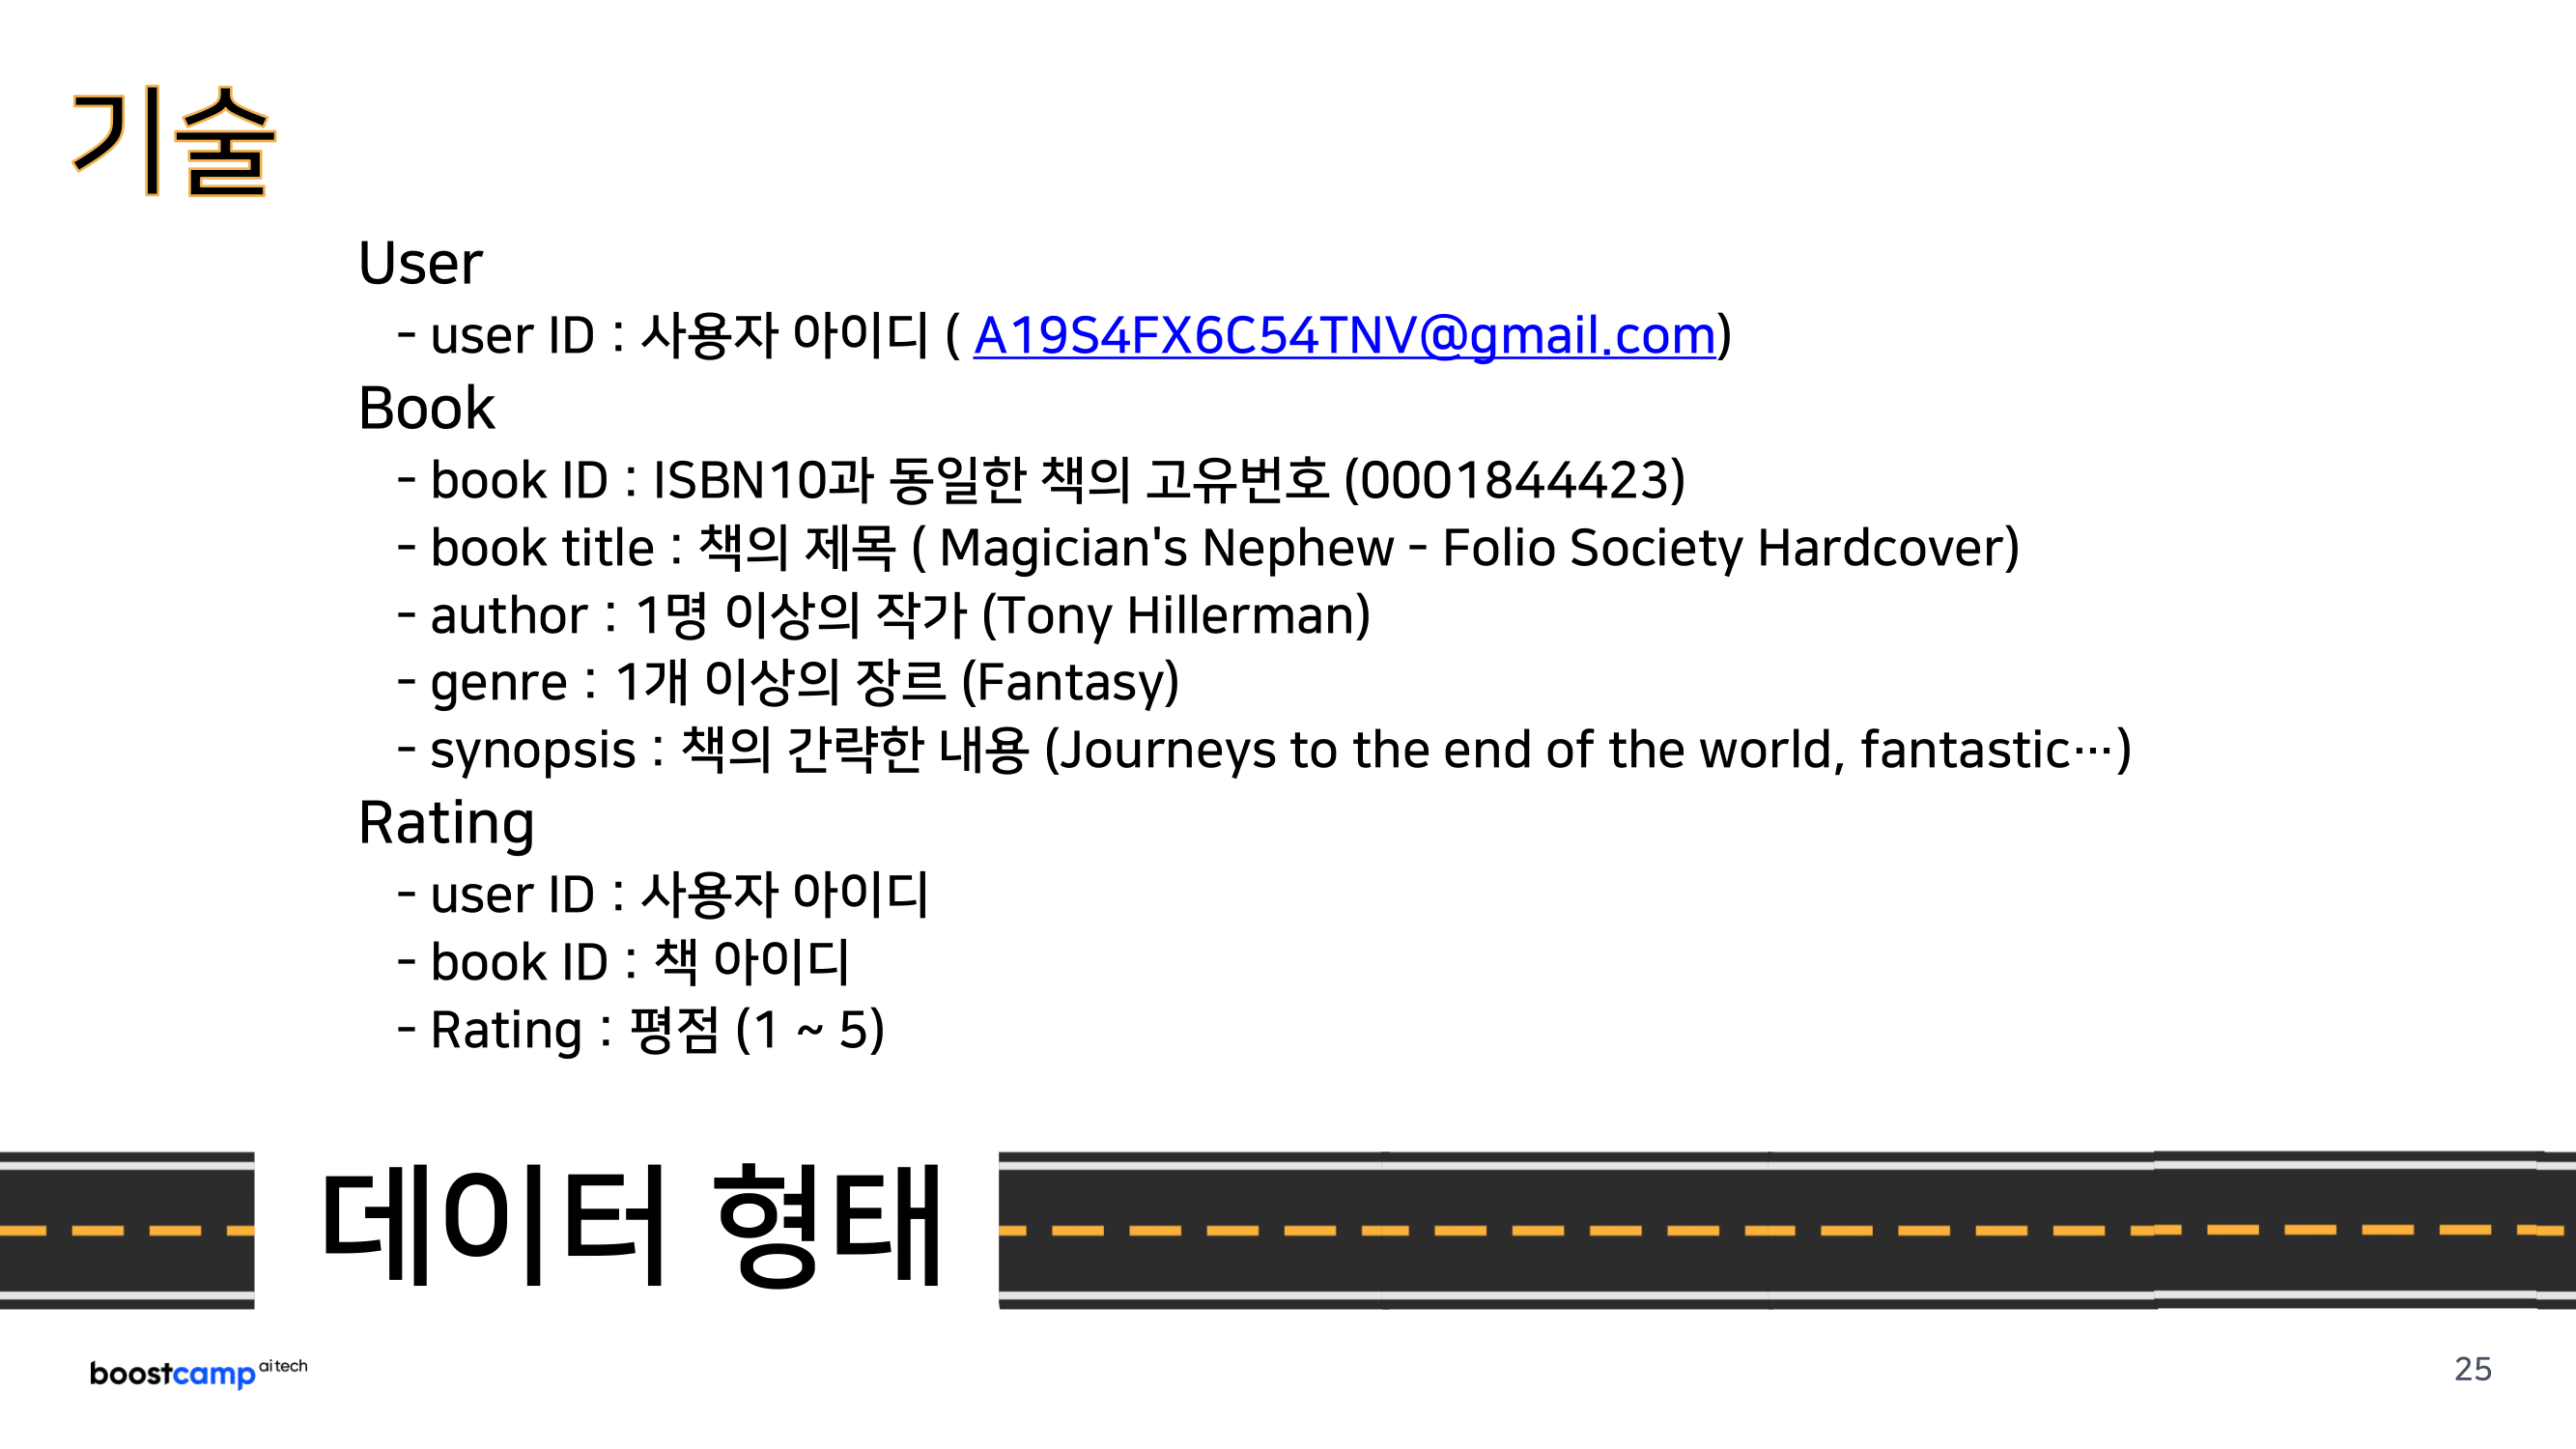 기술
User
- user ID : 사용자 아이디 ( A19S4FX6C54TNV@gmail.com)
Book
- book ID : ISBN10과 동일한 책의 고유번호 (0001844423)
- book title : 책의 제목 ( Magician's Nephew - Folio Society Hardcover)
- author : 1명 이상의 작가 (Tony Hillerman)
- genre : 1개 이상의 장르 (Fantasy)
- synopsis : 책의 간략한 내용 (Journeys to the end of the world, fantastic…)
Rating
- user ID : 사용자 아이디
- book ID : 책 아이디
- Rating : 평점 (1 ~ 5)
데이터 형태
boostcamp ai tech
25